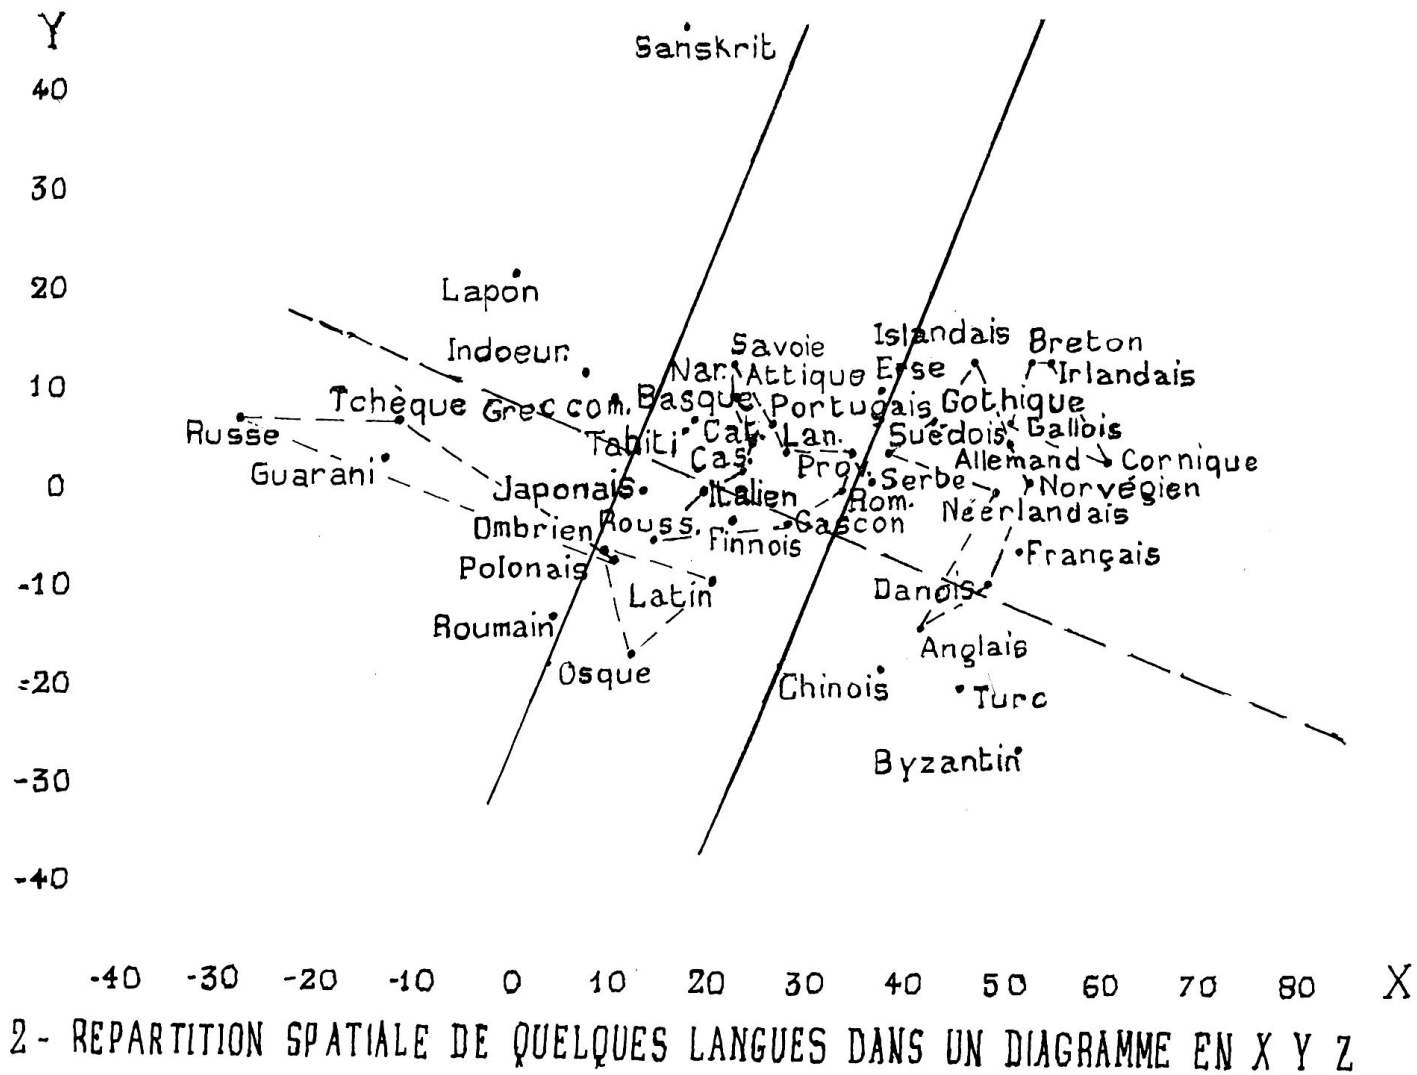 Y
Sanskrit
40
30
20
Lapon
Islandais
Breton
Savoie
Indoeur.
Nar.
Attique
Erse
Irlandais
10
Tchèque
Grec com.
Basque
Portugais
Gothique
Russe
Tahiti
Cat.
Lan.
Suédois
Gallois
Guarani
Cas.
Prov.
Allemand
Cornique
0
Japonais
Italien
Rom.
Serbe
Norvégien
Ombrien
Rouss.
Finnois
Gascon
Néerlandais
Polonais
Français
-10
Latin
Danois
Roumain
Anglais
-20
Osque
Chinois
Turc
Byzantin
-30
-40
-40 -30 -20 -10 0 10 20 30 40 50 60 70 80 X
2 - REPARTITION SPATIALE DE QUELQUES LANGUES DANS UN DIAGRAMME EN X Y Z